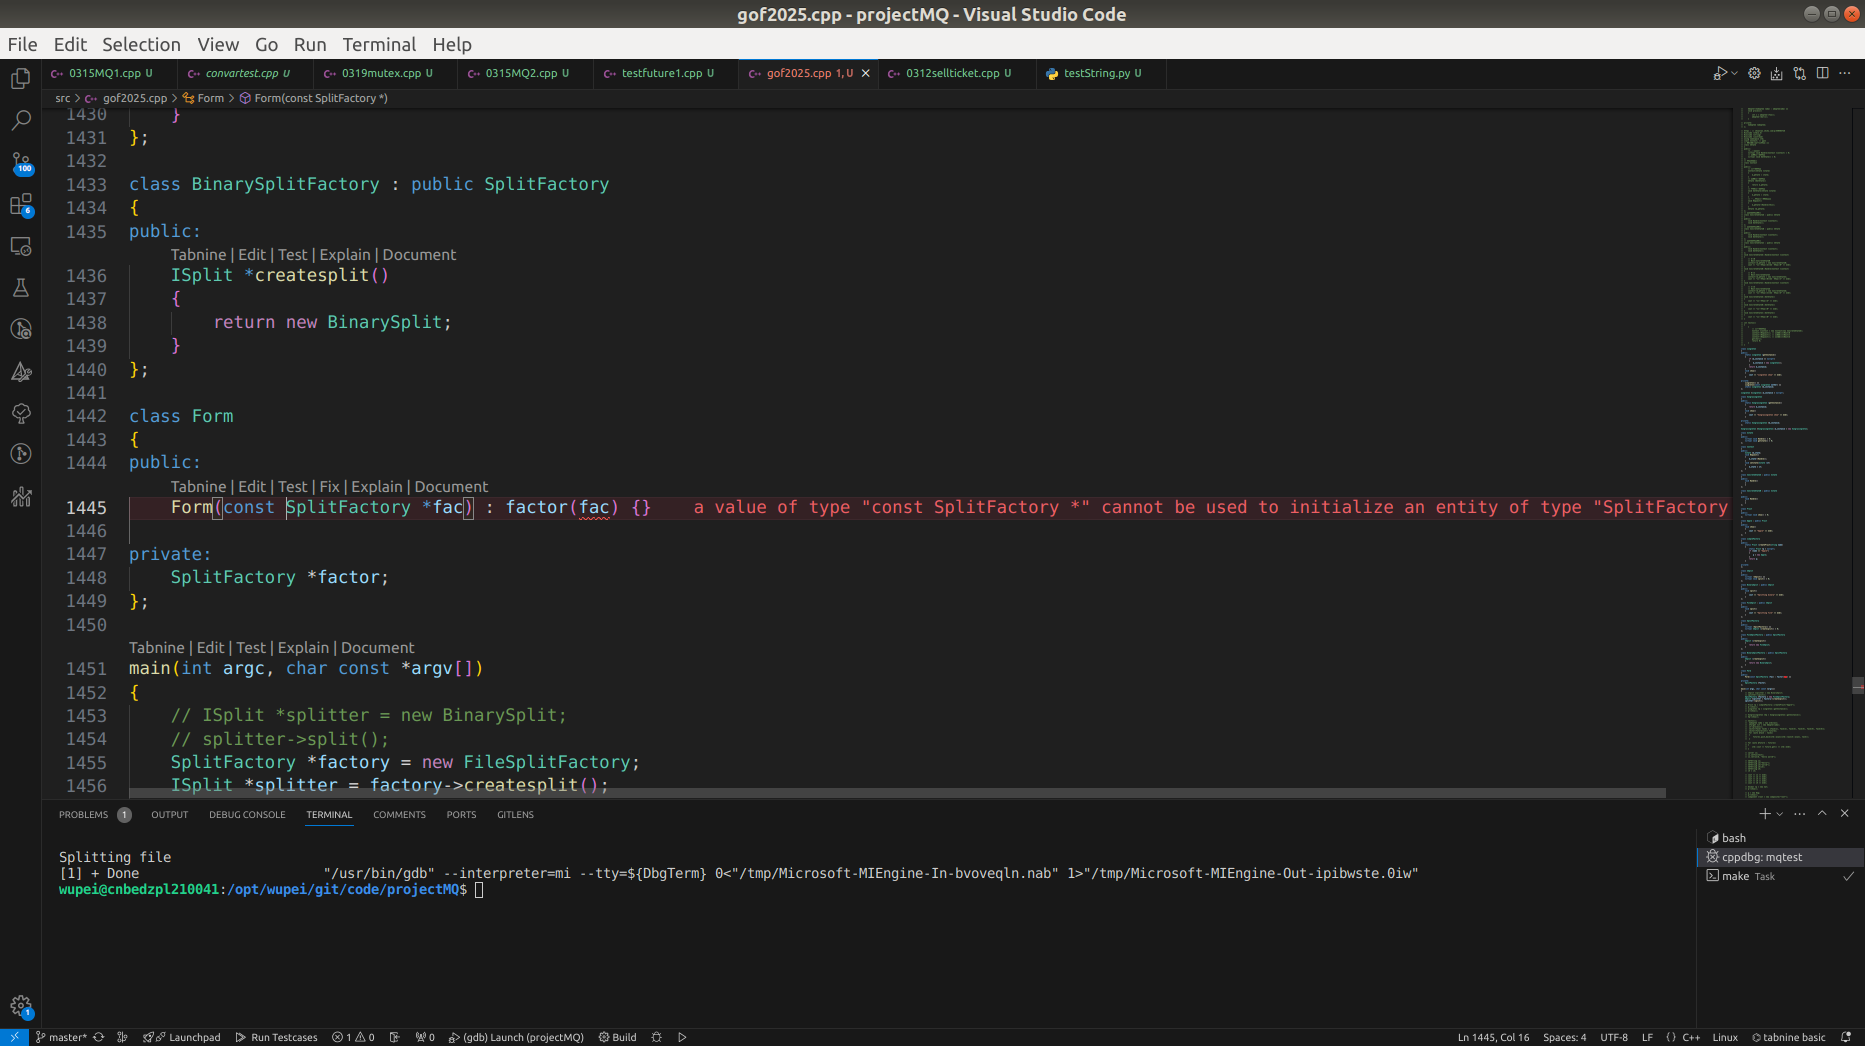 gof2025.cpp - projectMQ - Visual Studio Code
File Edit Selection View Go Run Terminal Help
0315MQ1.cpp U convartest.cpp U 0319mutex.cpp U 0315MQ2.cpp U testfuture1.cpp U gof2025.cpp 1, U 0312sellticket.cpp U testString.py U
src > gof2025.cpp > Form > Form(const SplitFactory *)
1430 }
1431 };
1432
1433 class BinarySplitFactory : public SplitFactory
1434 {
1435 public:
Tabnine | Edit | Test | Explain | Document
1436 ISplit *createsplit()
1437 {
1438 return new BinarySplit;
1439 }
1440 };
1441
1442 class Form
1443 {
1444 public:
Tabnine | Edit | Test | Fix | Explain | Document
1445 Form(const SplitFactory *fac) : factor(fac) {} a value of type "const SplitFactory *" cannot be used to initialize an entity of type "SplitFactory
1446
1447 private:
1448 SplitFactory *factor;
1449 };
1450
Tabnine | Edit | Test | Explain | Document
1451 main(int argc, char const *argv[])
1452 {
1453 // ISplit *splitter = new BinarySplit;
1454 // splitter->split();
1455 SplitFactory *factory = new FileSplitFactory;
1456 ISplit *splitter = factory->createsplit();
100
6
PROBLEMS 1 OUTPUT DEBUG CONSOLE TERMINAL COMMENTS PORTS GITLENS
Splitting file
[1] + Done "/usr/bin/gdb" --interpreter=mi --tty=${DbgTerm} 0<"/tmp/Microsoft-MIEngine-In-bvoveqln.nab" 1>"/tmp/Microsoft-MIEngine-Out-ipibwste.0iw"
wupei@cnbedzpl210041:/opt/wupei/git/code/projectMQ$
bash
cppdbg: mqtest
make Task
1
master* Launchpad Run Testcases 1 0 0 (gdb) Launch (projectMQ) Build Ln 1445, Col 16 Spaces: 4 UTF-8 LF {} C++ Linux tabnine basic